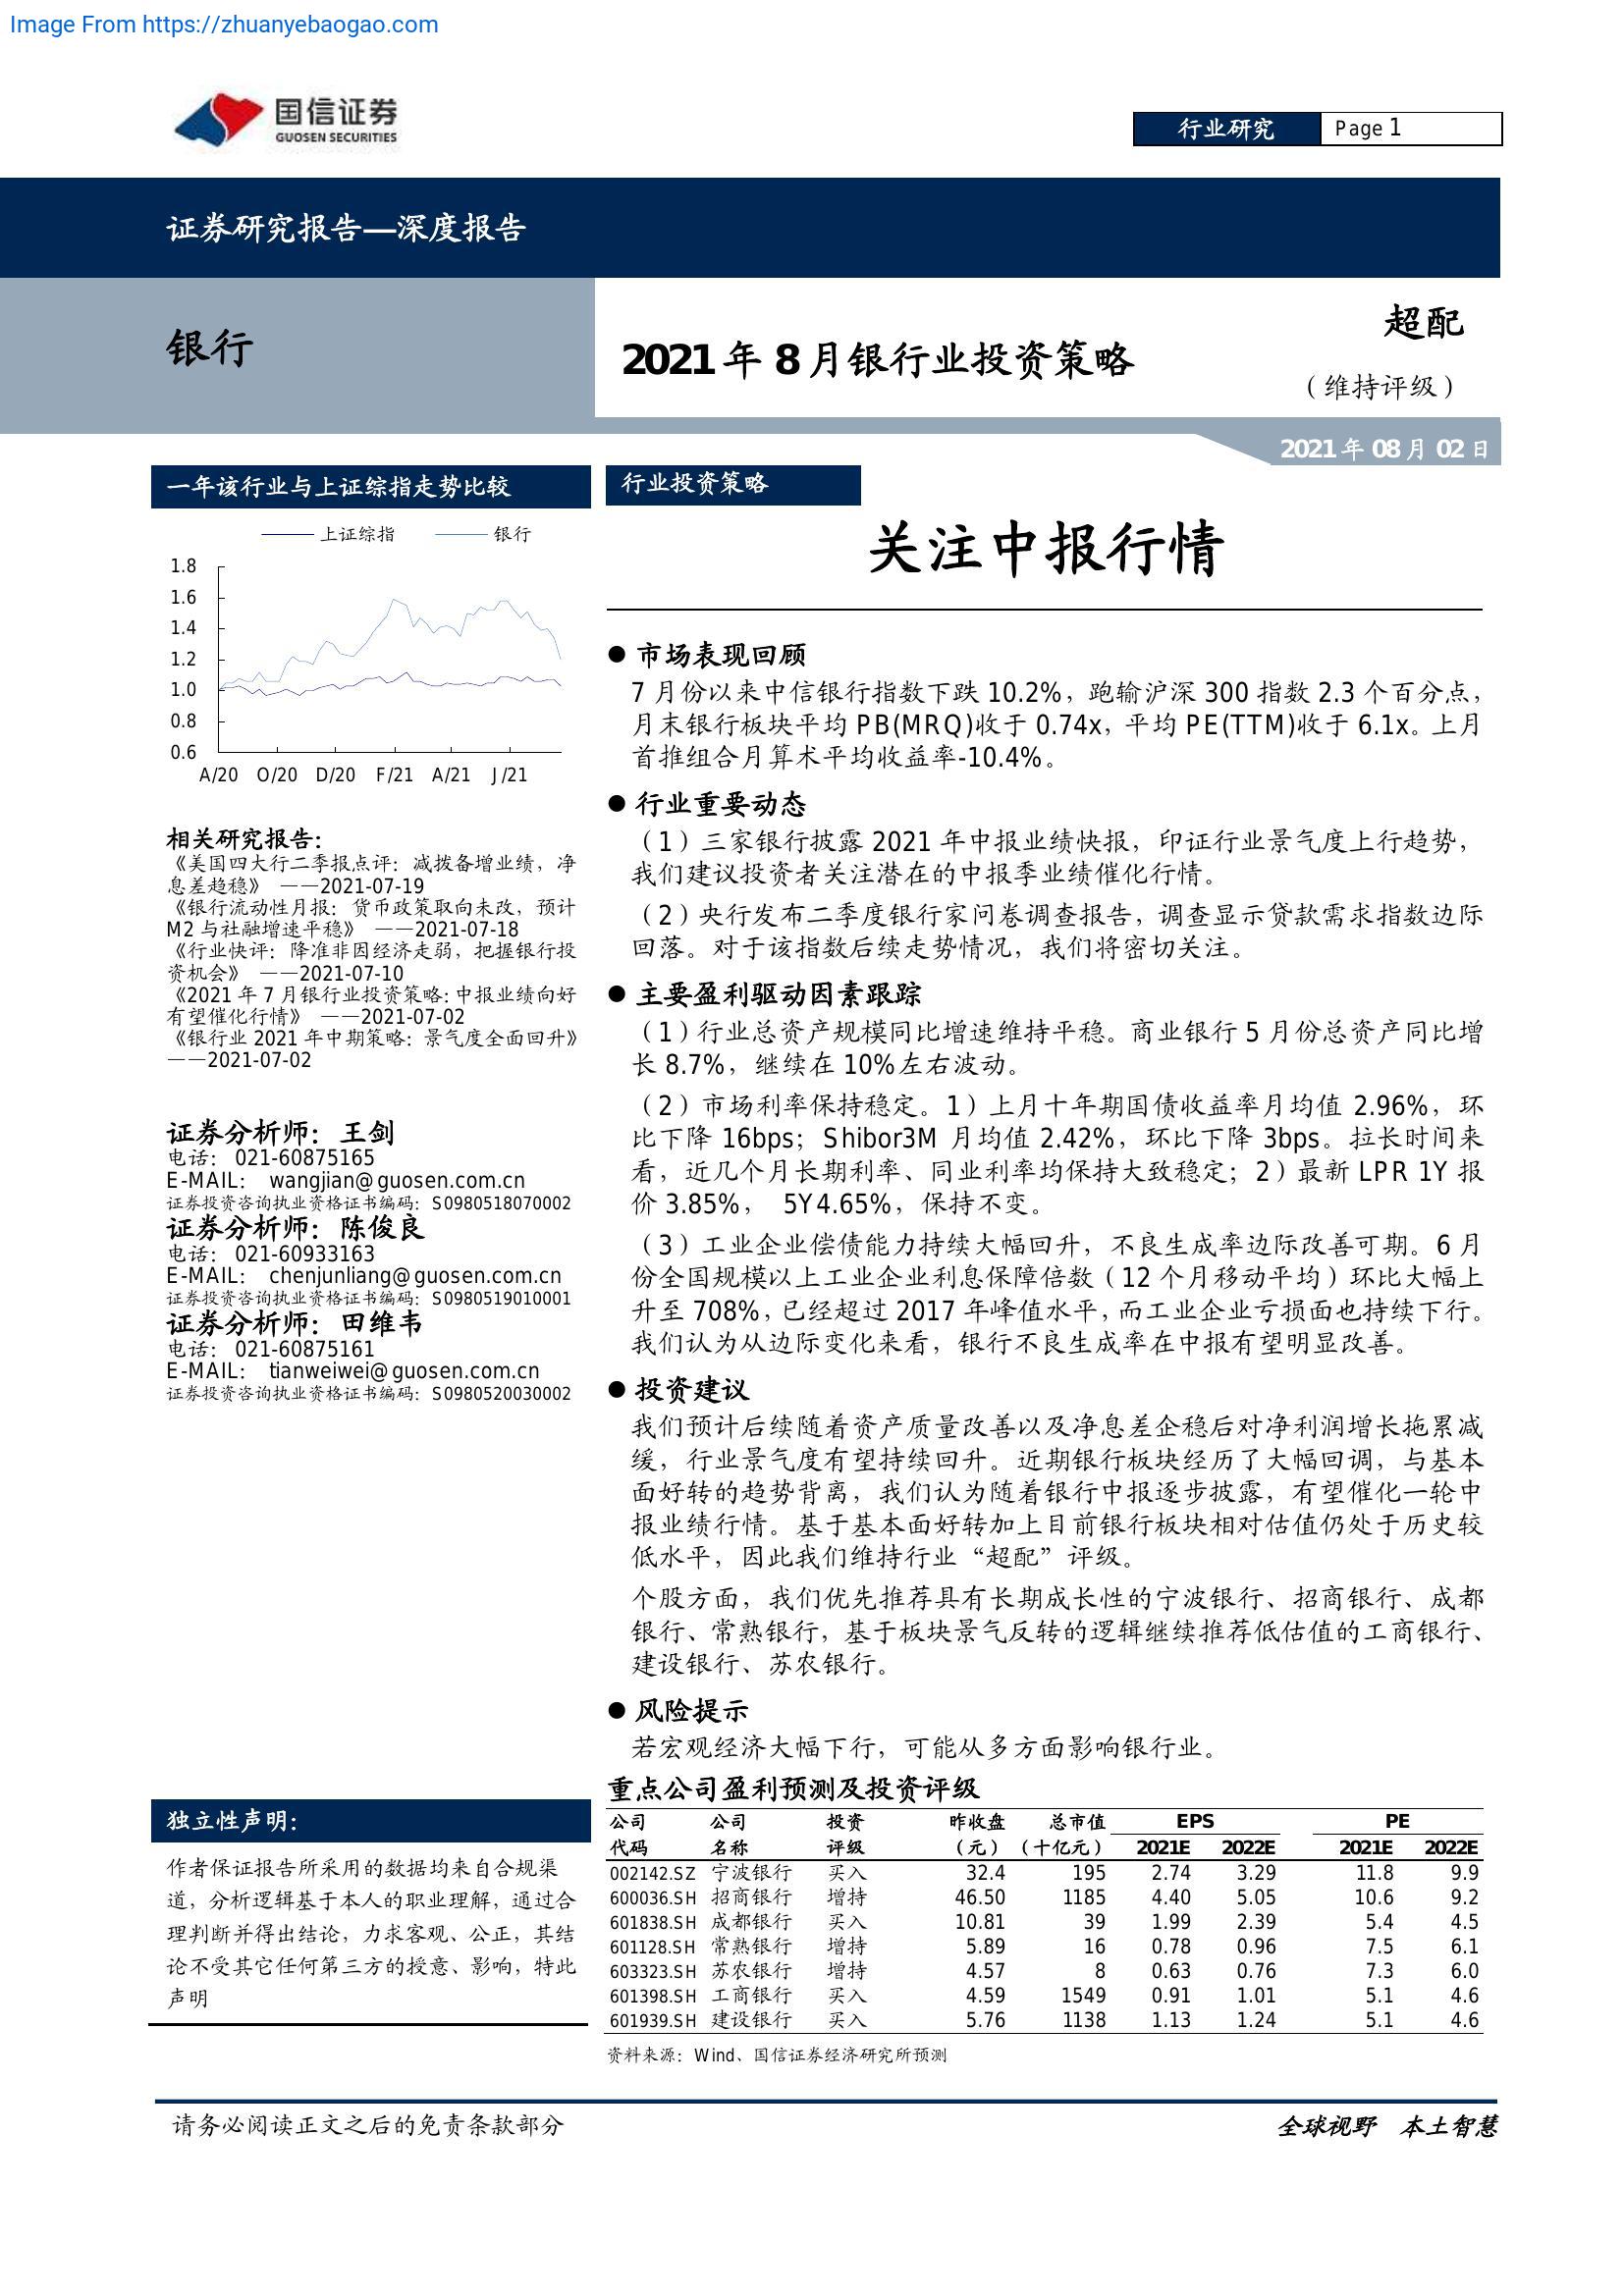 Image From https://zhuanyebaogao.com
国信证券
GUOSEN SECURITIES
行业研究 Page 1
证券研究报告—深度报告
银行
2021年8月银行业投资策略
超配
（维持评级）
2021年08月02日
一年该行业与上证综指走势比较
上证综指 银行
1.8
1.6
1.4
1.2
1.0
0.8
0.6
A/20 O/20 D/20 F/21 A/21 J/21
相关研究报告：
《美国四大行二季报点评：减拨备增业绩，净
息差趋稳》 ——2021-07-19
《银行流动性月报：货币政策取向未改，预计
M2与社融增速平稳》 ——2021-07-18
《行业快评：降准非因经济走弱，把握银行投
资机会》 ——2021-07-10
《2021年7月银行业投资策略：中报业绩向好
有望催化行情》 ——2021-07-02
《银行业2021年中期策略：景气度全面回升》
——2021-07-02
证券分析师：王剑
电话： 021-60875165
E-MAIL： wangjian@guosen.com.cn
证券投资咨询执业资格证书编码：S0980518070002
证券分析师：陈俊良
电话： 021-60933163
E-MAIL： chenjunliang@guosen.com.cn
证券投资咨询执业资格证书编码：S0980519010001
证券分析师：田维韦
电话： 021-60875161
E-MAIL： tianweiwei@guosen.com.cn
证券投资咨询执业资格证书编码：S0980520030002
独立性声明：
作者保证报告所采用的数据均来自合规渠
道，分析逻辑基于本人的职业理解，通过合
理判断并得出结论，力求客观、公正，其结
论不受其它任何第三方的授意、影响，特此
声明
行业投资策略
关注中报行情
● 市场表现回顾
7月份以来中信银行指数下跌10.2%，跑输沪深300指数2.3个百分点，
月末银行板块平均PB(MRQ)收于0.74x，平均PE(TTM)收于6.1x。上月
首推组合月算术平均收益率-10.4%。
● 行业重要动态
（1）三家银行披露2021年中报业绩快报，印证行业景气度上行趋势，
我们建议投资者关注潜在的中报季业绩催化行情。
（2）央行发布二季度银行家问卷调查报告，调查显示贷款需求指数边际
回落。对于该指数后续走势情况，我们将密切关注。
● 主要盈利驱动因素跟踪
（1）行业总资产规模同比增速维持平稳。商业银行5月份总资产同比增
长8.7%，继续在10%左右波动。
（2）市场利率保持稳定。1）上月十年期国债收益率月均值2.96%，环
比下降16bps；Shibor3M月均值2.42%，环比下降3bps。拉长时间来
看，近几个月长期利率、同业利率均保持大致稳定；2）最新LPR 1Y报
价3.85%， 5Y4.65%，保持不变。
（3）工业企业偿债能力持续大幅回升，不良生成率边际改善可期。6月
份全国规模以上工业企业利息保障倍数（12个月移动平均）环比大幅上
升至708%，已经超过2017年峰值水平，而工业企业亏损面也持续下行。
我们认为从边际变化来看，银行不良生成率在中报有望明显改善。
● 投资建议
我们预计后续随着资产质量改善以及净息差企稳后对净利润增长拖累减
缓，行业景气度有望持续回升。近期银行板块经历了大幅回调，与基本
面好转的趋势背离，我们认为随着银行中报逐步披露，有望催化一轮中
报业绩行情。基于基本面好转加上目前银行板块相对估值仍处于历史较
低水平，因此我们维持行业“超配”评级。
个股方面，我们优先推荐具有长期成长性的宁波银行、招商银行、成都
银行、常熟银行，基于板块景气反转的逻辑继续推荐低估值的工商银行、
建设银行、苏农银行。
● 风险提示
若宏观经济大幅下行，可能从多方面影响银行业。
重点公司盈利预测及投资评级
公司 公司 投资 昨收盘 总市值 EPS PE
代码 名称 评级 （元） （十亿元） 2021E 2022E 2021E 2022E
002142.SZ 宁波银行 买入 32.4 195 2.74 3.29 11.8 9.9
600036.SH 招商银行 增持 46.50 1185 4.40 5.05 10.6 9.2
601838.SH 成都银行 买入 10.81 39 1.99 2.39 5.4 4.5
601128.SH 常熟银行 增持 5.89 16 0.78 0.96 7.5 6.1
603323.SH 苏农银行 增持 4.57 8 0.63 0.76 7.3 6.0
601398.SH 工商银行 买入 4.59 1549 0.91 1.01 5.1 4.6
601939.SH 建设银行 买入 5.76 1138 1.13 1.24 5.1 4.6
资料来源：Wind、国信证券经济研究所预测
请务必阅读正文之后的免责条款部分
全球视野 本土智慧